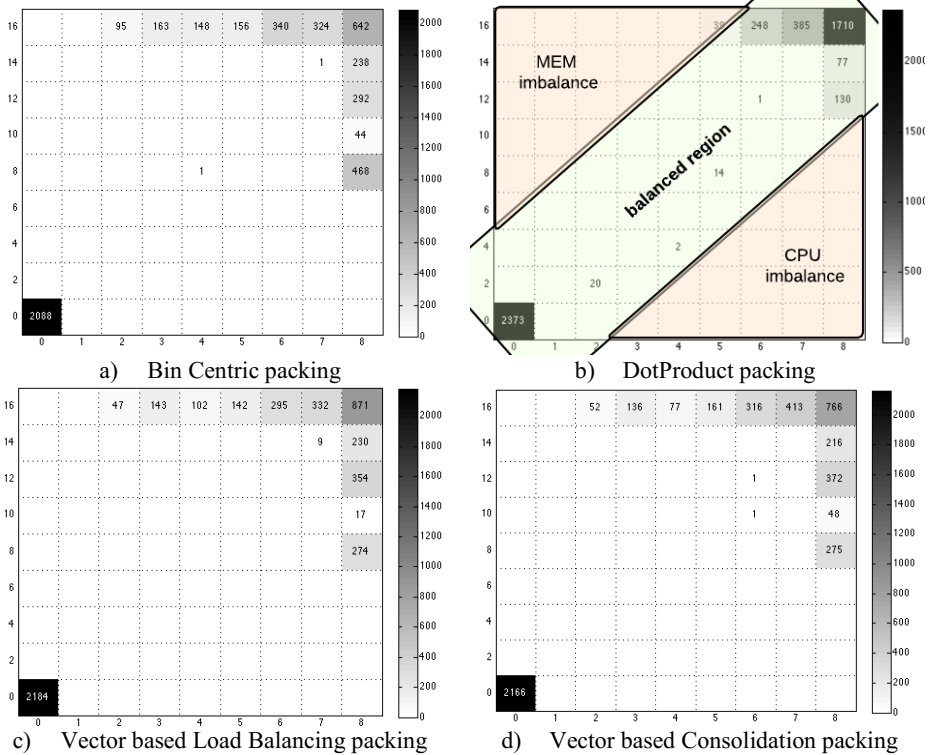 16 95 163 148 156 340 324 642
14 1 238
12 292
10 44
8 1 468
6
4
2
0 2088
0 1 2 3 4 5 6 7 8
2000
1800
1600
1400
1200
1000
800
600
400
200
0
a) Bin Centric packing
16 248 385 1710
14 77
12 1 130
10
8 14
6
4 2
2 20
0 2373
0 1 2 3 4 5 6 7 8
MEM
imbalance
balanced region
CPU
imbalance
2000
1500
1000
500
0
b) DotProduct packing
16 47 143 102 142 295 332 871
14 9 230
12 354
10 17
8 274
6
4
2
0 2184
0 1 2 3 4 5 6 7 8
2000
1800
1600
1400
1200
1000
800
600
400
200
0
c) Vector based Load Balancing packing
16 52 136 77 161 316 413 766
14 216
12 1 372
10 1 48
8 275
6
4
2
0 2166
0 1 2 3 4 5 6 7 8
2000
1800
1600
1400
1200
1000
800
600
400
200
0
d) Vector based Consolidation packing